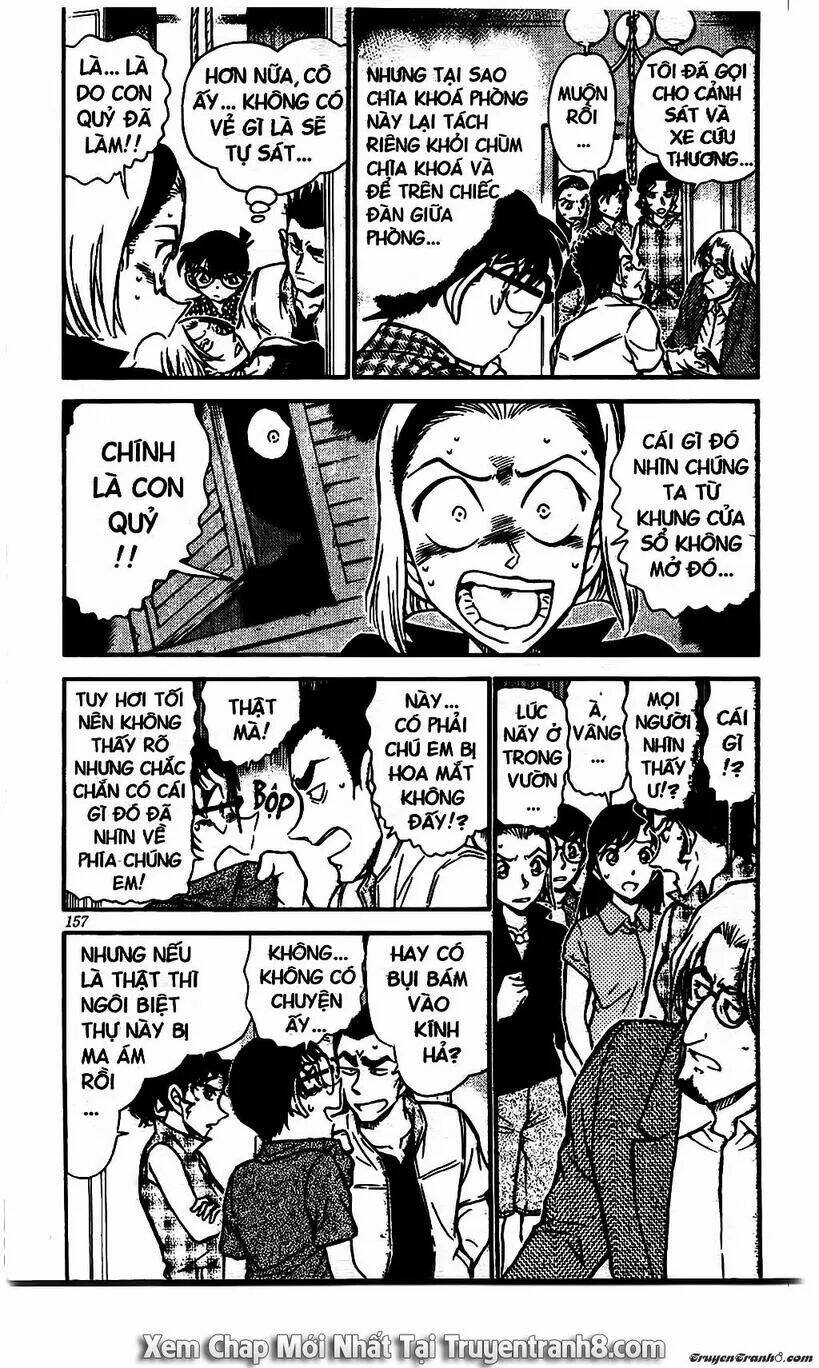 TÔI ĐÃ GỌI
CHO CẢNH
SÁT VÀ
XE CỨU
THƯƠNG...
MUỘN
RỒI
...
NHƯNG TẠI SAO
CHÌA KHOÁ PHÒNG
NÀY LẠI TÁCH
RIÊNG KHỎI CHÙM
CHÌA KHOÁ VÀ
ĐỂ TRÊN CHIẾC
ĐÀN GIỮA
PHÒNG...
HƠN NỮA, CÔ
ẤY... KHÔNG CÓ
VẺ GÌ LÀ SẼ
TỰ SÁT...
LÀ... LÀ
DO CON
QUỶ ĐÃ
LÀM!!
CÁI GÌ ĐÓ
NHÌN CHÚNG
TA TỪ
KHUNG CỬA
SỔ KHÔNG
MỞ ĐÓ...
CHÍNH
LÀ CON
QUỶ
!!
CÁI
GÌ
!?
MỌI
NGƯỜI
NHÌN THẤY
Ư!?
À,
VÂNG
...
LÚC
NÃY Ở
TRONG
VƯỜN
...
NÀY...
CÓ PHẢI
CHÚ EM BỊ
HOA MẮT
KHÔNG
ĐẤY!?
THẬT
MÀ!
BỘP
TUY HƠI TỐI
NÊN KHÔNG
THẤY RÕ
NHƯNG CHẮC
CHẮN CÓ CÁI
GÌ ĐÓ ĐÃ
NHÌN VỀ
PHÍA CHÚNG
EM!
157
HAY CÓ
BỤI BÁM
VÀO
KÍNH
HẢ?
KHÔNG...
KHÔNG CÓ
CHUYỆN
ẤY...
NHƯNG NẾU
LÀ THẬT THÌ
NGÔI BIỆT
THỰ NÀY BỊ
MA ÁM
RỒI
...
Xem Chap Mới Nhất Tại Truyentranh8.com
TruyenTranh8.com